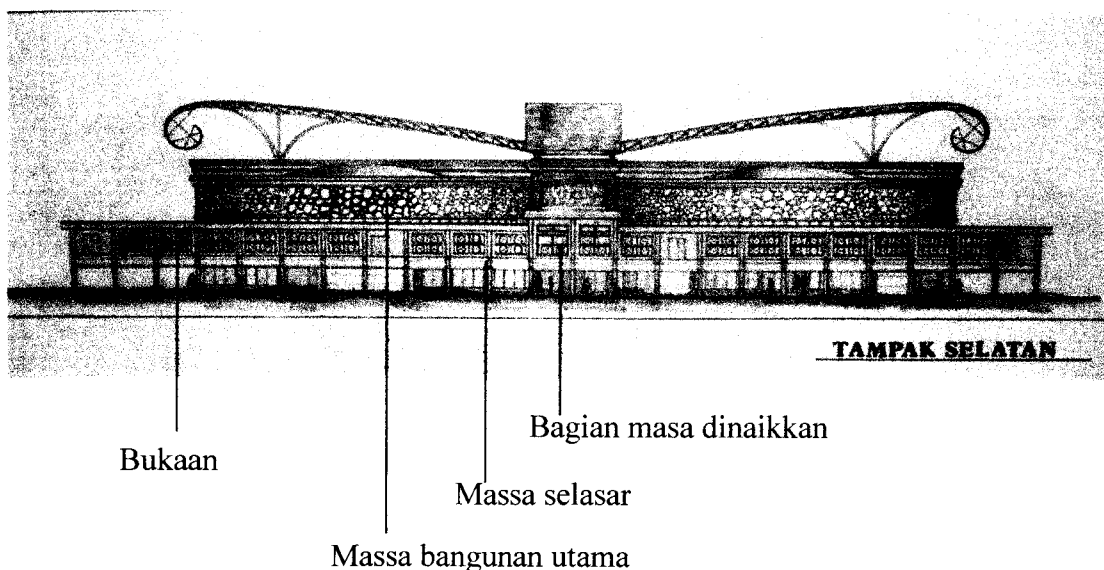 TAMPAK SELATAN
Bagian masa dinaikkan
Bukaan
Massa selasar
Massa bangunan utama